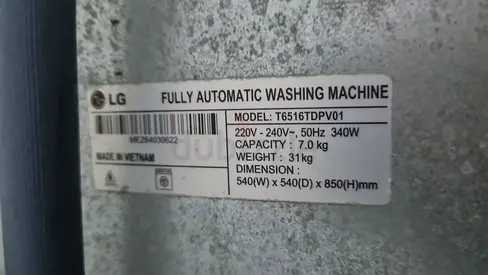 LG FULLY AUTOMATIC WASHING MACHINE
MODEL: T6516TDPV01
220V - 240V~, 50Hz 340W
MEZ64030622
CAPACITY : 7.0 kg
WEIGHT : 31kg
MADE IN VIETNAM
DIMENSION :
540(W) x 540(D) x 850(H)mm